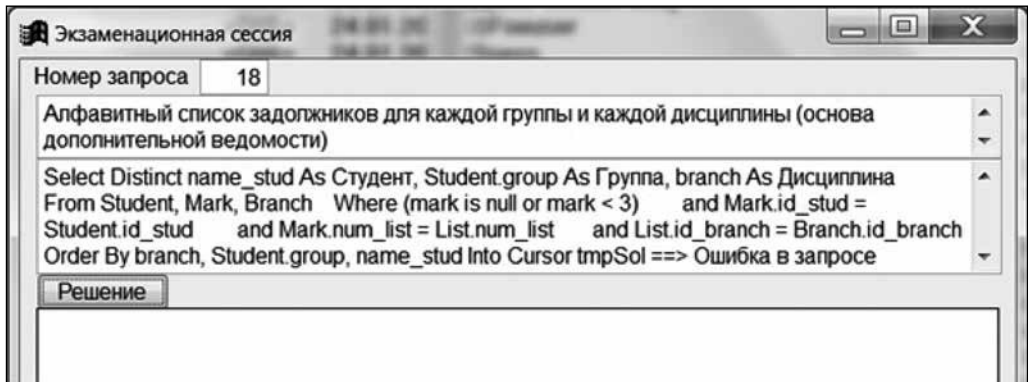 Экзаменационная сессия
Номер запроса 18
Алфавитный список задолжников для каждой группы и каждой дисциплины (основа
дополнительной ведомости)
Select Distinct name_stud As Студент, Student.group As Группа, branch As Дисциплина
From Student, Mark, Branch Where (mark is null or mark < 3) and Mark.id_stud =
Student.id_stud and Mark.num_list = List.num_list and List.id_branch = Branch.id_branch
Order By branch, Student.group, name_stud Into Cursor tmpSol ==> Ошибка в запросе
Решение